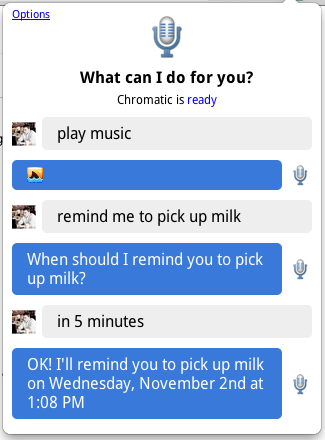 Options
What can I do for you?
Chromatic is ready
play music
remind me to pick up milk
When should I remind you to pick
up milk?
in 5 minutes
OK! I'll remind you to pick up milk
on Wednesday, November 2nd at
1:08 PM